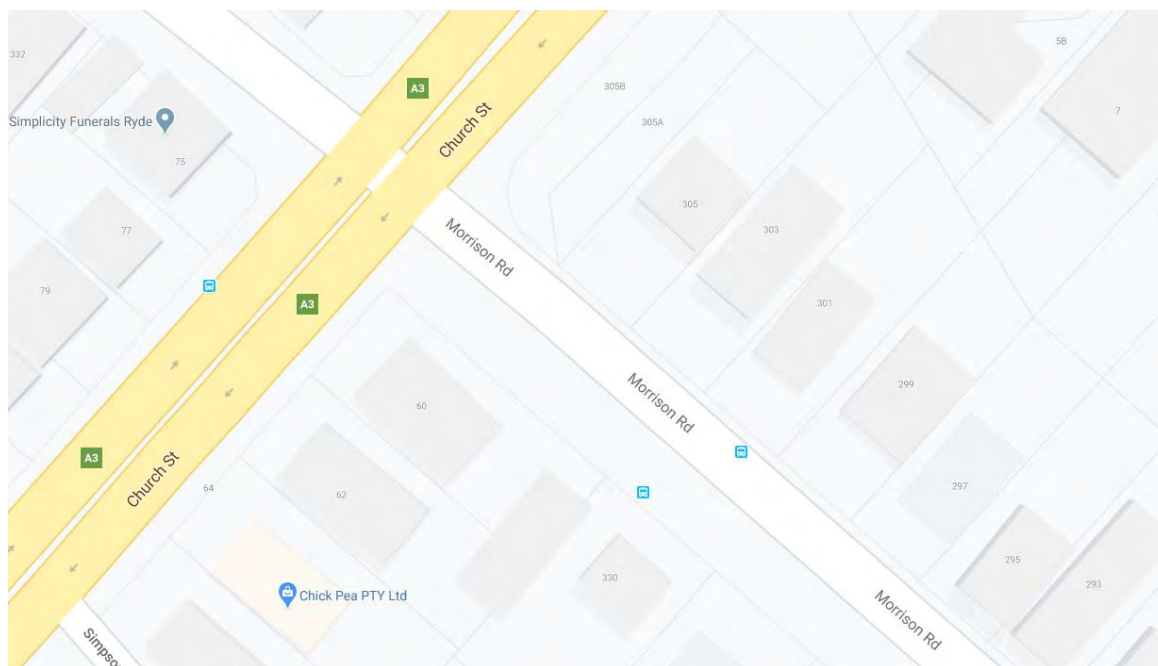 332
5B
A3
305B
7
Simplicity Funerals Ryde
Church St
305A
75
305
77
303
Morrison Rd
79
A3
301
299
Morrison Rd
60
A3
Church St
64
62
297
330
295
293
Chick Pea PTY Ltd
Morrison Rd
Simpso